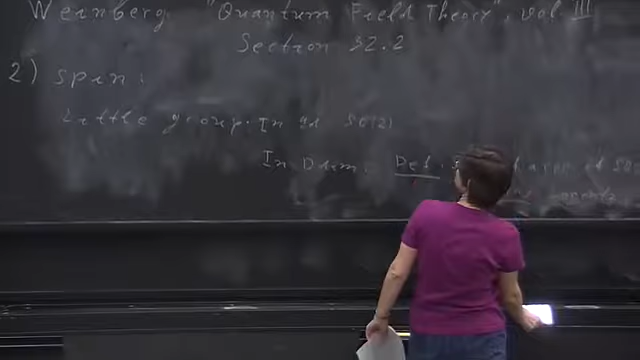 Weinberg. "Quantum Field Theory", vol. III
Section 32.2
2) spin:
Little group. In 4d SO(2)
In D dim. Def.